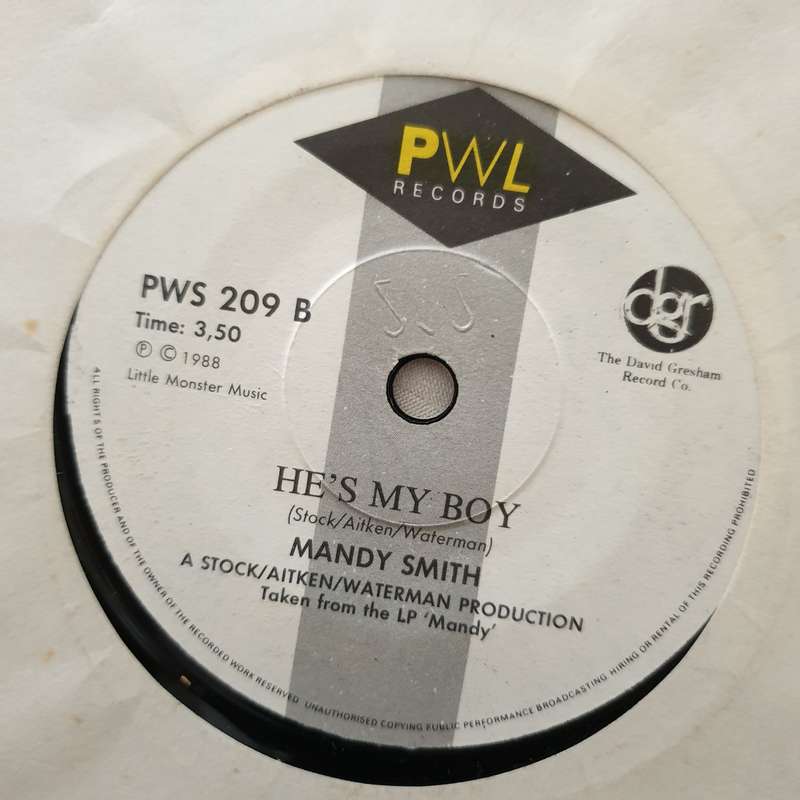 PWL
RECORDS
PWS 209 B
Time: 3,50
Ⓟ © 1988
Little Monster Music
dgr
The David Gresham
Record Co.
HE'S MY BOY
(Stock/Aitken/Waterman)
MANDY SMITH
A STOCK/AITKEN/WATERMAN PRODUCTION
Taken from the LP 'Mandy'
ALL RIGHTS OF THE PRODUCER AND OF THE OWNER OF THE RECORDED WORK RESERVED UNAUTHORISED COPYING PUBLIC PERFORMANCE BROADCASTING HIRING OR RENTAL OF THIS RECORDING PROHIBITED